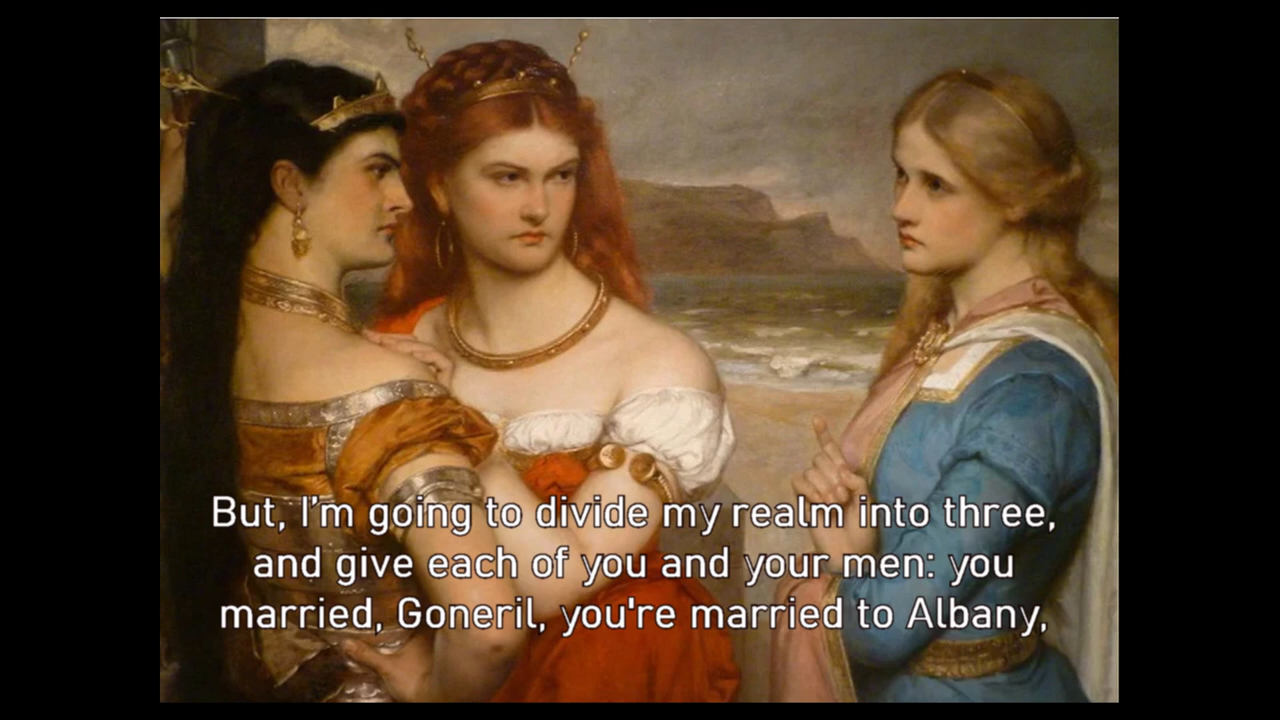 But, I’m going to divide my realm into three,
and give each of you and your men: you
married, Goneril, you're married to Albany,